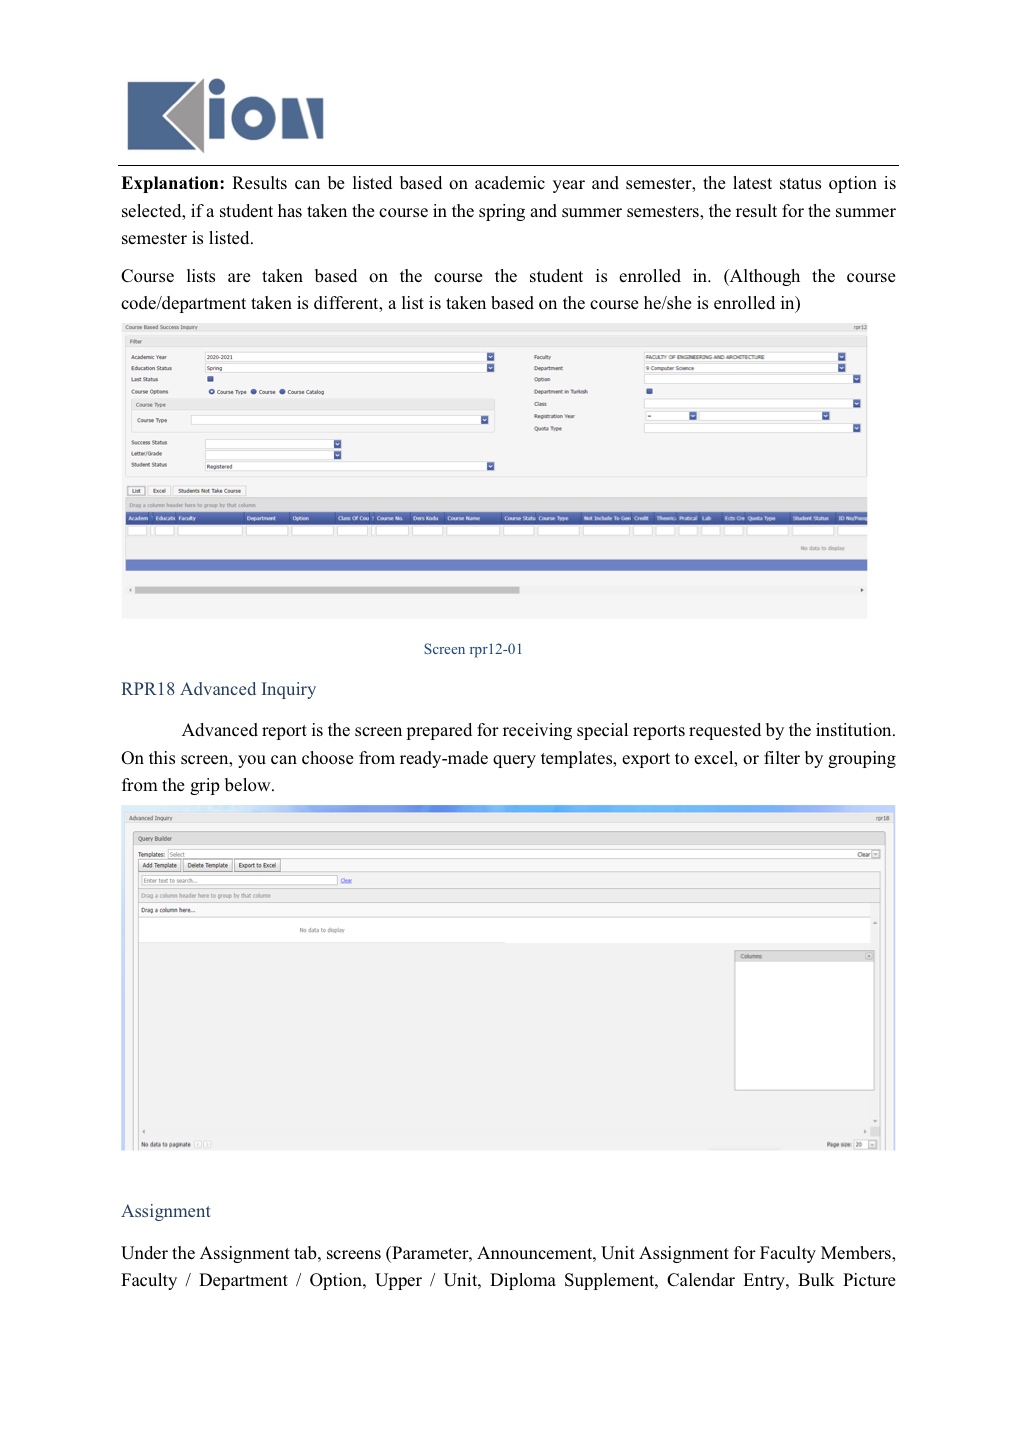 Kion
Explanation: Results can be listed based on academic year and semester, the latest status option is
selected, if a student has taken the course in the spring and summer semesters, the result for the summer
semester is listed.
Course lists are taken based on the course the student is enrolled in. (Although the course
code/department taken is different, a list is taken based on the course he/she is enrolled in)
Course Based Success Inquiry rpr12
Filter
Academic Year 2020-2021 Faculty FACULTY OF ENGINEERING AND ARCHITECTURE
Education Status Spring Department 9 Computer Science
Last Status Option
Course Options Course Type Course Course Catalog Department in Turkish
Course Type Class
Course Type Registration Year =
Quota Type
Success Status
Letter/Grade
Student Status Registered
List Excel Students Not Take Course
Drag a column header here to group by that column
Academ Educati Faculty Department Option Class Of Cou Course No. Ders Kodu Course Name Course Statu Course Type Not Include To Gen Credit Theoric Pratical Lab Ects Cre Quota Type Student Status ID No/Pasp
No data to display
Screen rpr12-01
RPR18 Advanced Inquiry
Advanced report is the screen prepared for receiving special reports requested by the institution.
On this screen, you can choose from ready-made query templates, export to excel, or filter by grouping
from the grip below.
Advanced Inquiry rpr18
Query Builder
Templates: Select Clear
Add Template Delete Template Export to Excel
Enter text to search... Clear
Drag a column header here to group by that column
Drag a column here...
No data to display
Columns
No data to paginate Page size: 20
Assignment
Under the Assignment tab, screens (Parameter, Announcement, Unit Assignment for Faculty Members,
Faculty / Department / Option, Upper / Unit, Diploma Supplement, Calendar Entry, Bulk Picture